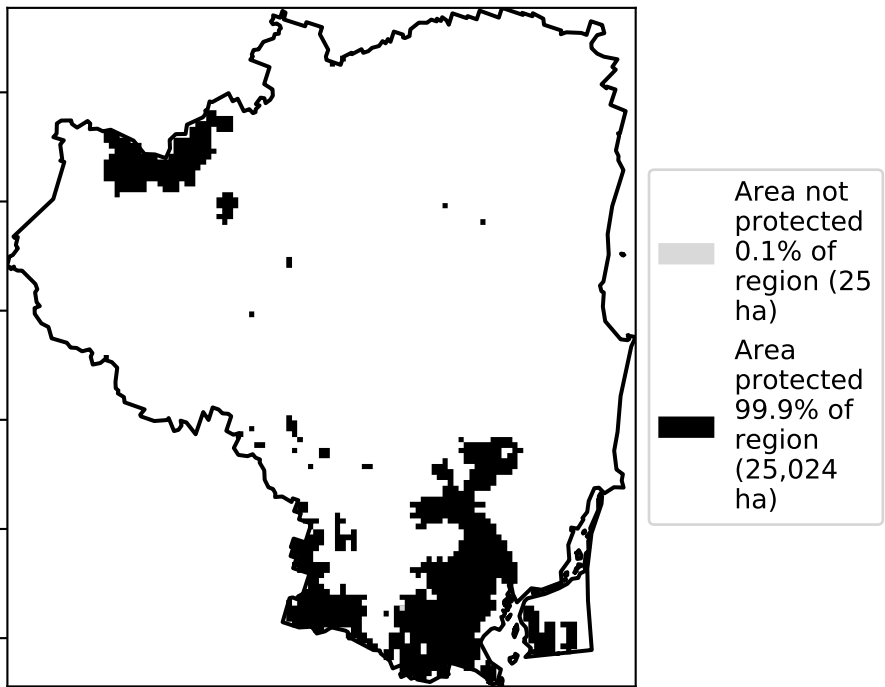 Area not
protected
0.1% of
region (25
ha)
Area
protected
99.9% of
region
(25,024
ha)